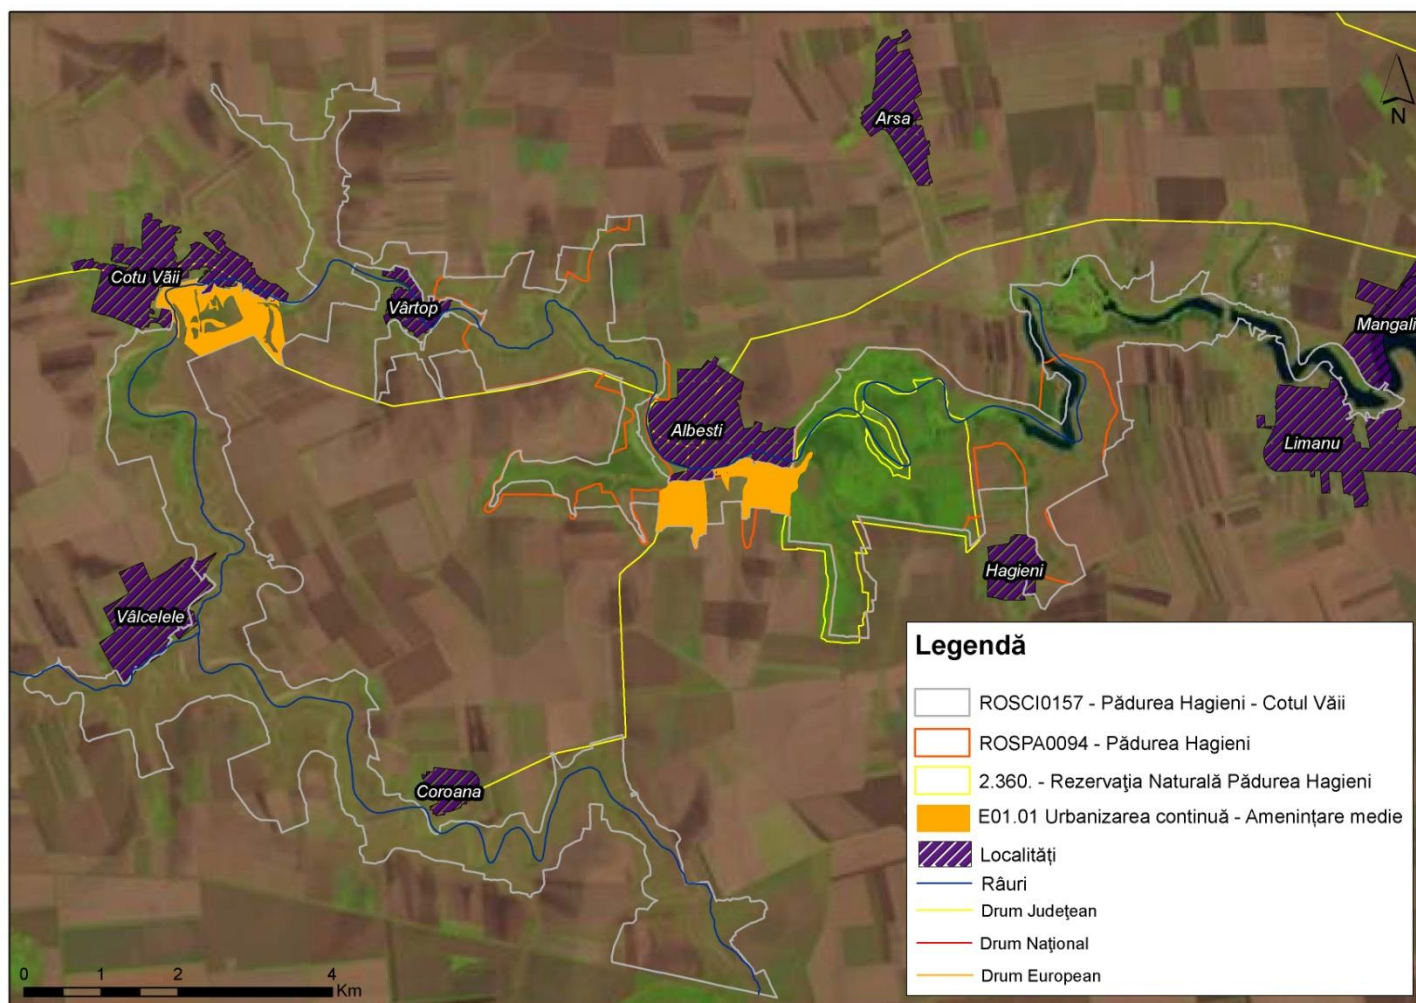 Arsa
N
Cotu Văii
Vârtop
Mangali
Albesti
Limanu
Hagieni
Vâlcelele
Coroana
Legendă
ROSCI0157 - Pădurea Hagieni - Cotul Văii
ROSPA0094 - Pădurea Hagieni
2.360. - Rezervaţia Naturală Pădurea Hagieni
E01.01 Urbanizarea continuă - Amenințare medie
Localități
Râuri
Drum Judeţean
Drum Naţional
Drum European
0 1 2 4
Km